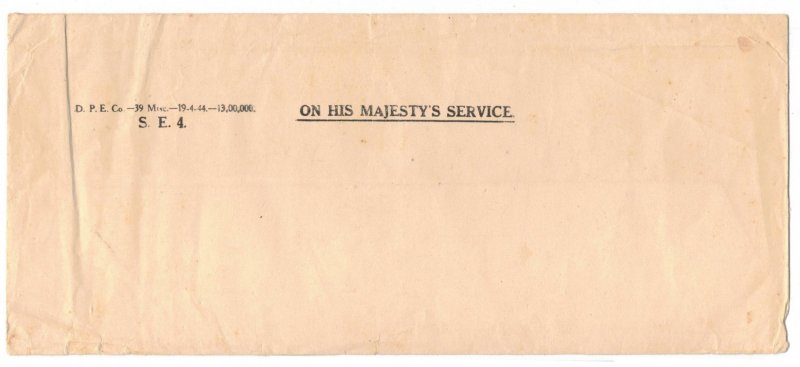 D. P. E. Co.—39 Misc.—19-4-44.—13,00,000.
S. E. 4.
ON HIS MAJESTY'S SERVICE.